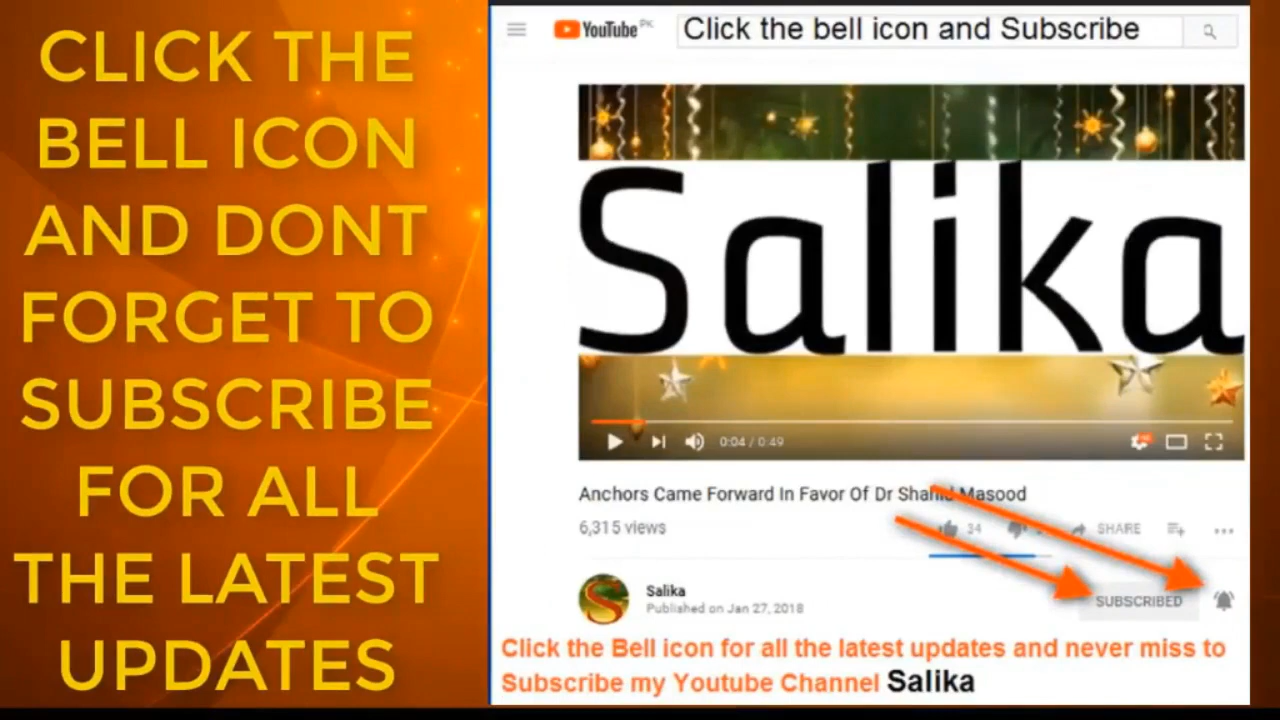 CLICK THE
BELL ICON
AND DONT
FORGET TO
SUBSCRIBE
FOR ALL
THE LATEST
UPDATES
YouTube PK
Click the bell icon and Subscribe
Salika
0:04 / 0:49
Anchors Came Forward In Favor Of Dr Shahid Masood
6,315 views
34
SHARE
Salika
Published on Jan 27, 2018
SUBSCRIBED
Click the Bell icon for all the latest updates and never miss to
Subscribe my Youtube Channel Salika